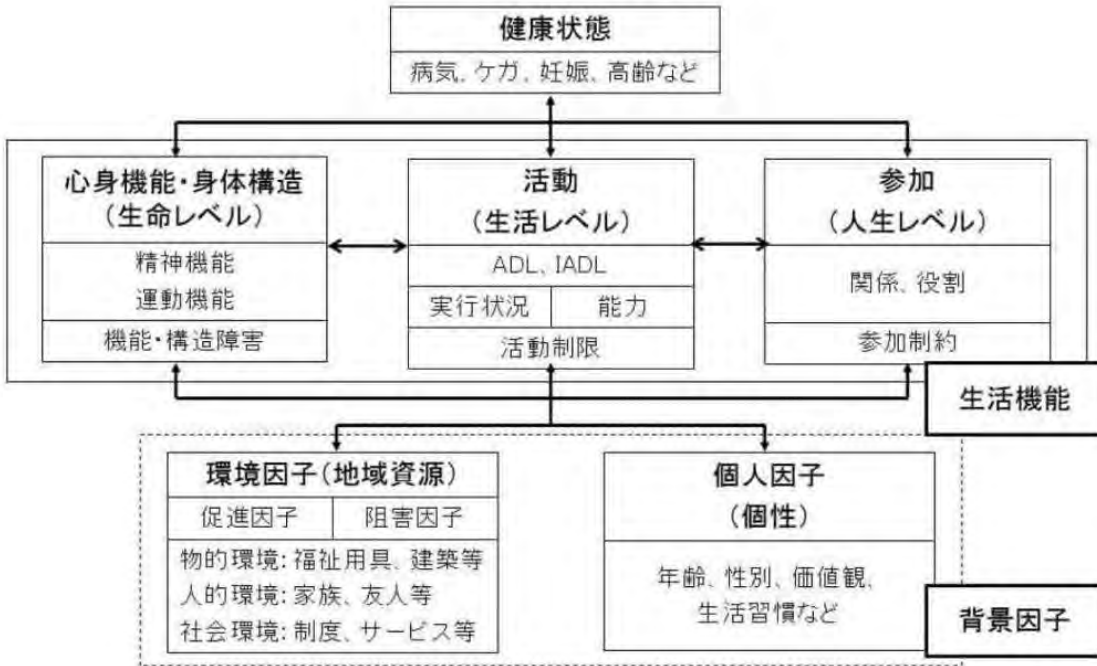 健康状態
病気、ケガ、妊娠、高齢など
心身機能・身体構造
（生命レベル）
精神機能
運動機能
機能・構造障害
活動
（生活レベル）
ADL、IADL
実行状況
能力
活動制限
参加
（人生レベル）
関係、役割
参加制約
生活機能
環境因子（地域資源）
促進因子
阻害因子
物的環境：福祉用具、建築等
人的環境：家族、友人等
社会環境：制度、サービス等
個人因子
（個性）
年齢、性別、価値観、
生活習慣など
背景因子